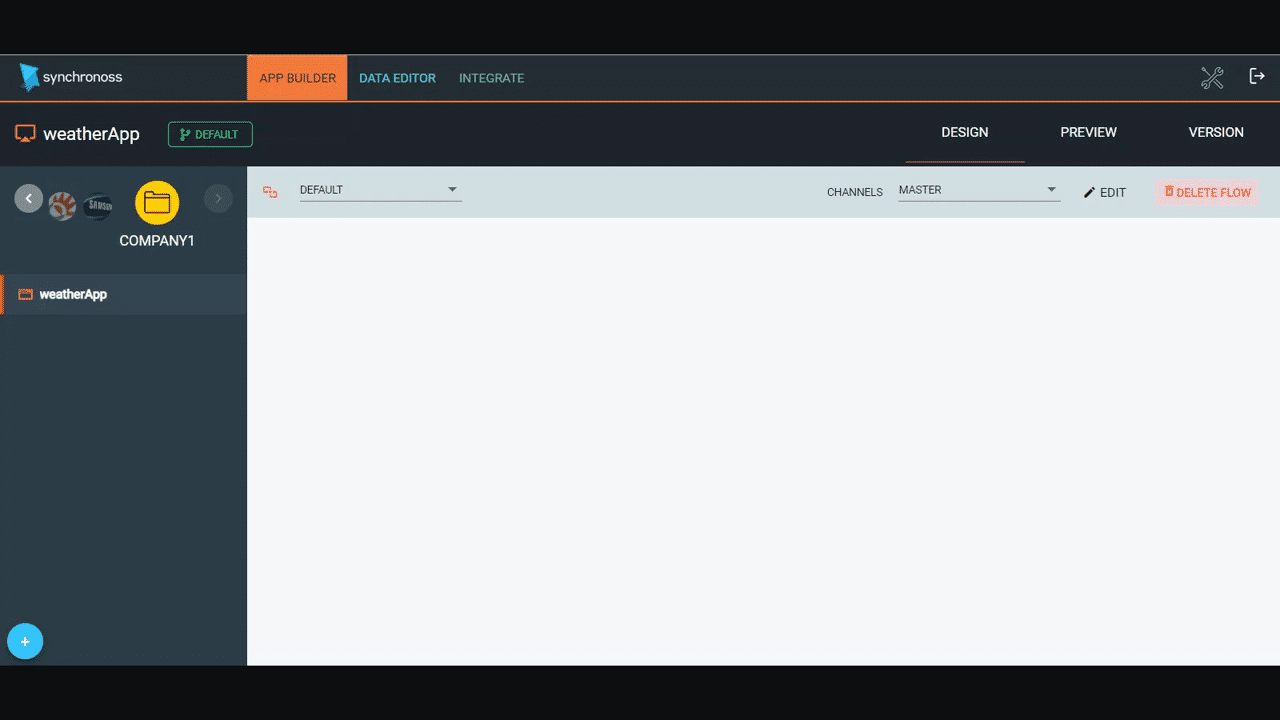 synchronoss
APP BUILDER
DATA EDITOR
INTEGRATE
weatherApp
DEFAULT
DESIGN
PREVIEW
VERSION
SAMSUN
COMPANY1
DEFAULT
CHANNELS
MASTER
EDIT
DELETE FLOW
weatherApp
+